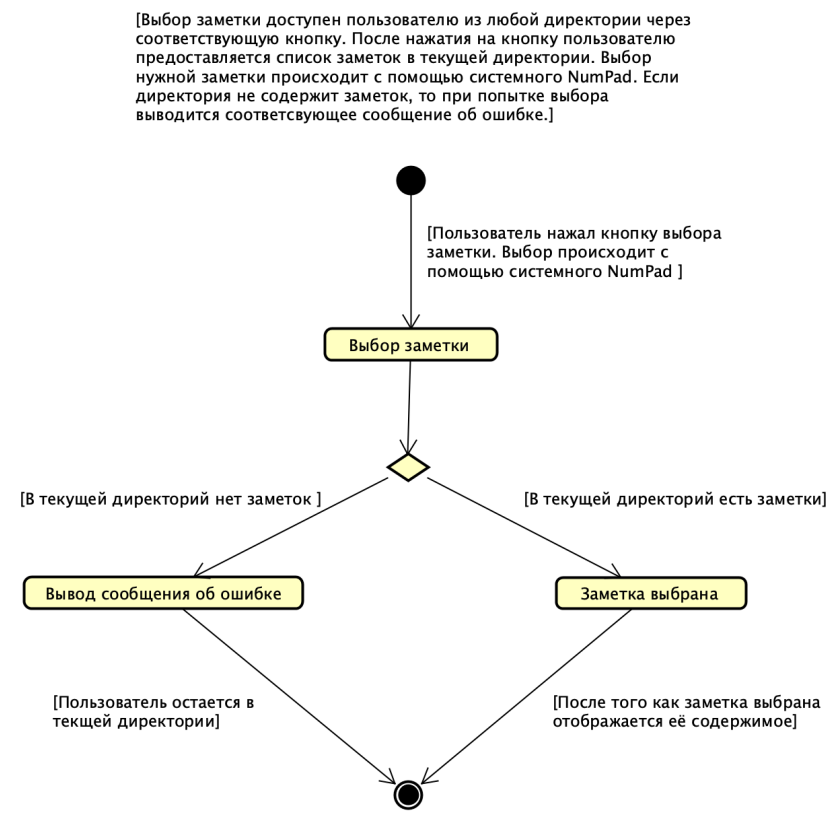 [Выбор заметки доступен пользователю из любой директории через
соответствующую кнопку. После нажатия на кнопку пользователю
предоставляется список заметок в текущей директории. Выбор
нужной заметки происходит с помощью системного NumPad. Если
директория не содержит заметок, то при попытке выбора
выводится соответсвующее сообщение об ошибке.]
[Пользователь нажал кнопку выбора
заметки. Выбор происходит с
помощью системного NumPad ]
Выбор заметки
[В текущей директорий нет заметок ]
[В текущей директорий есть заметки]
Вывод сообщения об ошибке
Заметка выбрана
[Пользователь остается в
текщей директории]
[После того как заметка выбрана
отображается её содержимое]